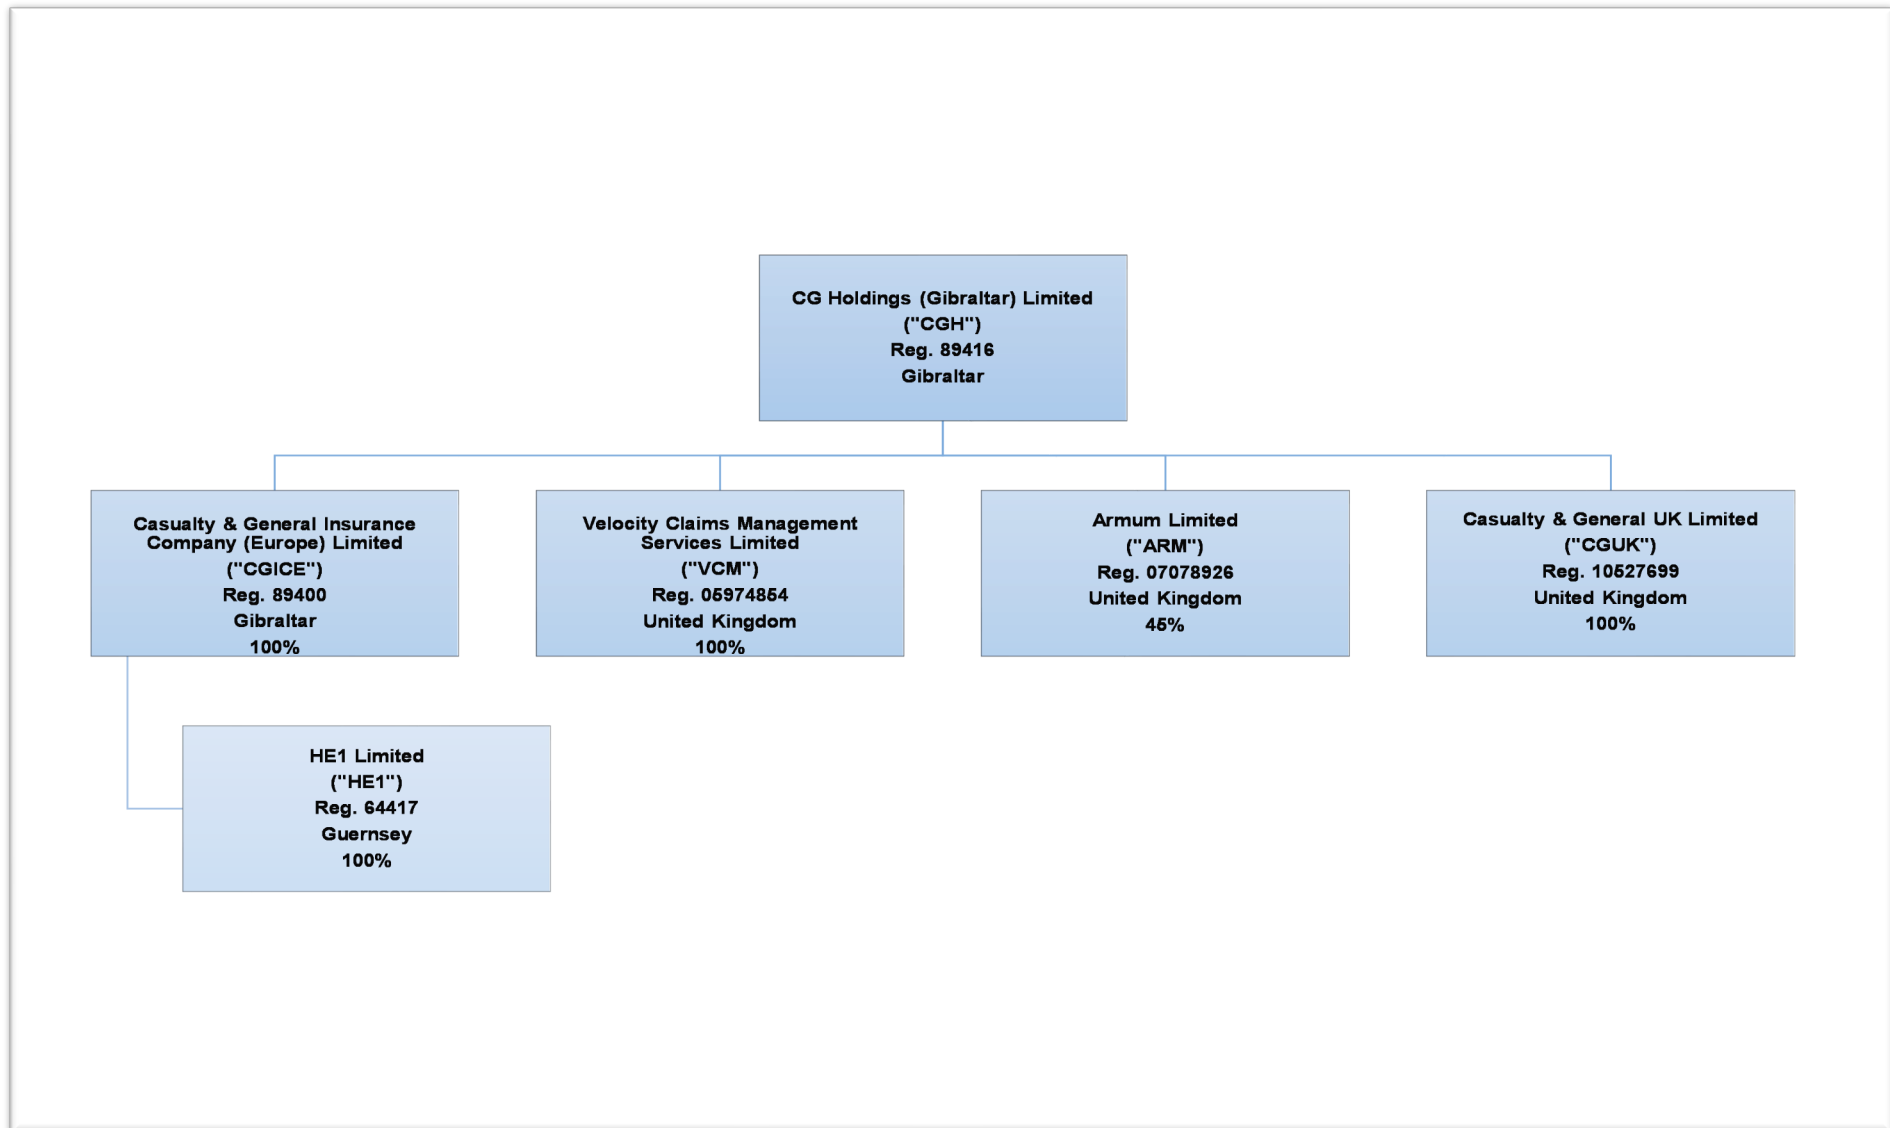 CG Holdings (Gibraltar) Limited
("CGH")
Reg. 89416
Gibraltar
Casualty & General Insurance
Company (Europe) Limited
("CGICE")
Reg. 89400
Gibraltar
100%
Velocity Claims Management
Services Limited
("VCM")
Reg. 05974854
United Kingdom
100%
Armum Limited
("ARM")
Reg. 07078926
United Kingdom
45%
Casualty & General UK Limited
("CGUK")
Reg. 10527699
United Kingdom
100%
HE1 Limited
("HE1")
Reg. 64417
Guernsey
100%